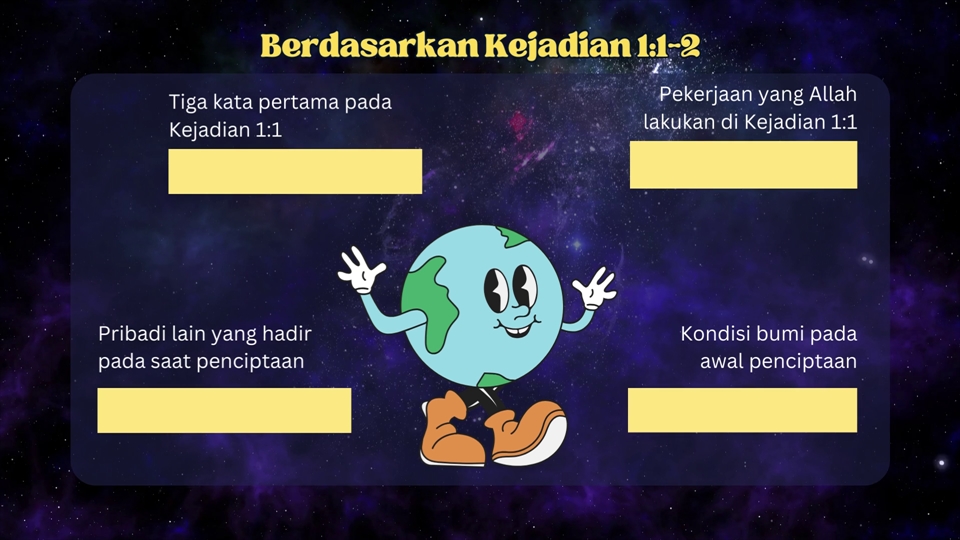 Berdasarkan Kejadian 1:1-2
Tiga kata pertama pada
Kejadian 1:1
Pekerjaan yang Allah
lakukan di Kejadian 1:1
Pribadi lain yang hadir
pada saat penciptaan
Kondisi bumi pada
awal penciptaan